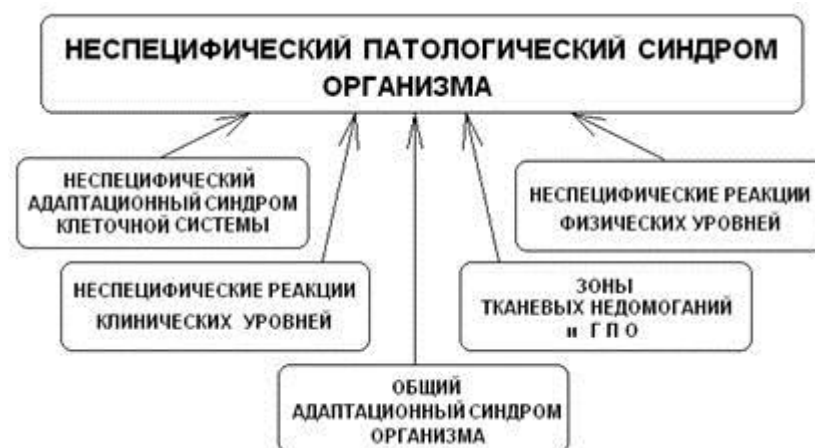 НЕСПЕЦИФИЧЕСКИЙ ПАТОЛОГИЧЕСКИЙ СИНДРОМ
ОРГАНИЗМА
НЕСПЕЦИФИЧЕСКИЙ
АДАПТАЦИОННЫЙ СИНДРОМ
КЛЕТОЧНОЙ СИСТЕМЫ
НЕСПЕЦИФИЧЕСКИЕ РЕАКЦИИ
ФИЗИЧЕСКИХ УРОВНЕЙ
НЕСПЕЦИФИЧЕСКИЕ РЕАКЦИИ
КЛИНИЧЕСКИХ УРОВНЕЙ
ЗОНЫ
ТКАНЕВЫХ НЕДОМОГАНИЙ
и Г П О
ОБЩИЙ
АДАПТАЦИОННЫЙ СИНДРОМ
ОРГАНИЗМА